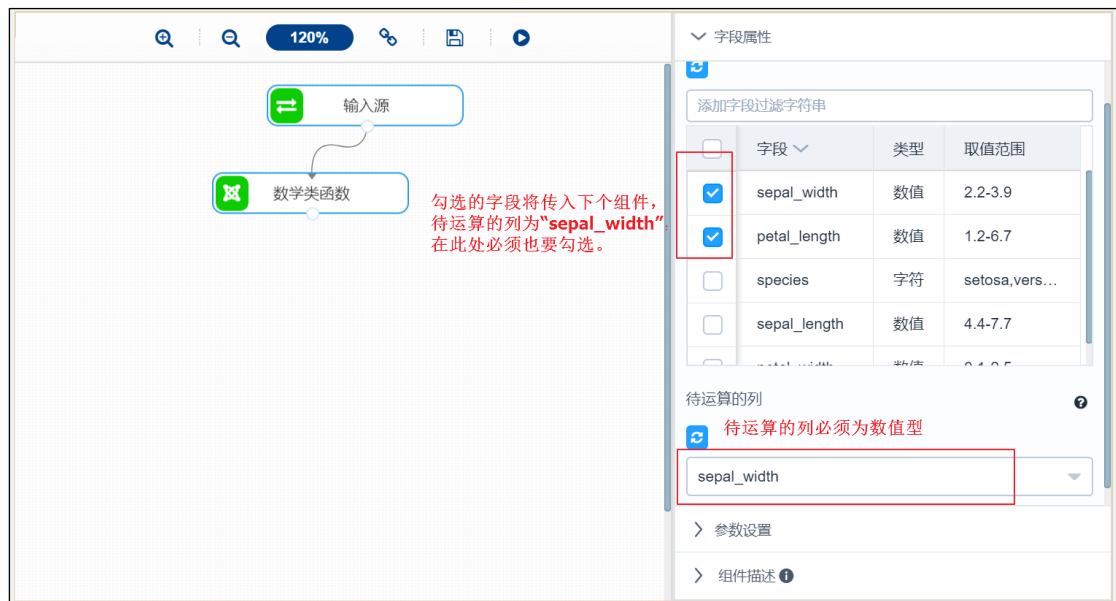 120%
输入源
数学类函数
勾选的字段将传入下个组件，
待运算的列为“sepal_width”，
在此处必须也要勾选。
字段属性
添加字段过滤字符串
字段 类型 取值范围
sepal_width 数值 2.2-3.9
petal_length 数值 1.2-6.7
species 字符 setosa,vers...
sepal_length 数值 4.4-7.7
待运算的列
待运算的列必须为数值型
sepal_width
参数设置
组件描述